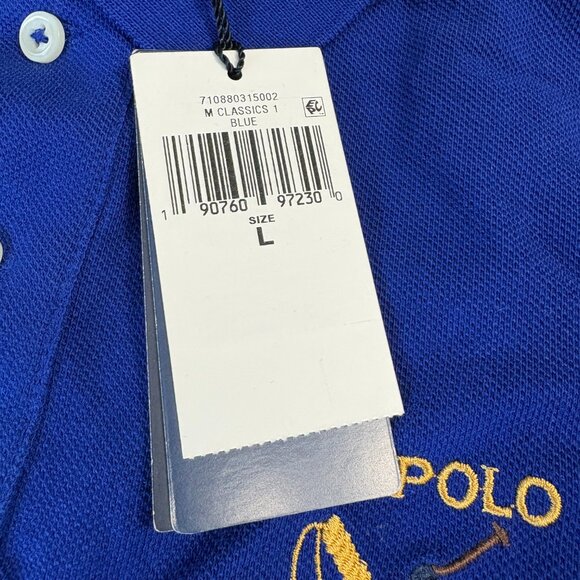 710880315002
M CLASSICS 1
BLUE
1 90760 97230 0
SIZE
L
POLO